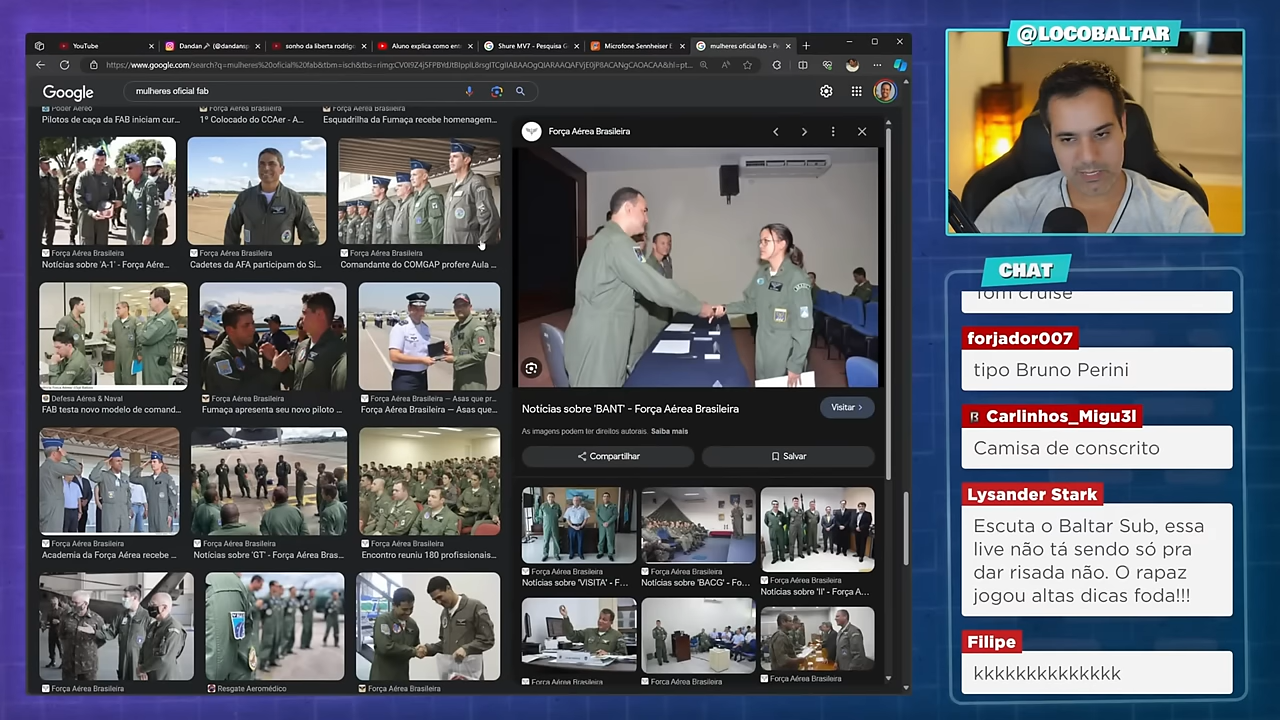 YouTube
Dandan 🎤 (@dandansp
sonho da liberta rodrig
Aluno explica como ent
Shure MV7 - Pesquisa G
Microfone Sennheiser E
mulheres oficial fab - Pe
Google
mulheres oficial fab
Poder Aéreo
Pilotos de caça da FAB iniciam cur...
Força Aérea Brasileira
1º Colocado do CCAer - A...
Força Aérea Brasileira
Esquadrilha da Fumaça recebe homenagem...
Força Aérea Brasileira
Notícias sobre 'A-1' - Força Aére...
Força Aérea Brasileira
Cadetes da AFA participam do Si...
Força Aérea Brasileira
Comandante do COMGAP profere Aula ...
Defesa Aérea & Naval
FAB testa novo modelo de comand...
Força Aérea Brasileira
Fumaça apresenta seu novo piloto ...
Força Aérea Brasileira — Asas que pr...
Força Aérea Brasileira — Asas que...
Força Aérea Brasileira
Academia da Força Aérea recebe ...
Força Aérea Brasileira
Notícias sobre 'GT' - Força Aérea Bras...
Força Aérea Brasileira
Encontro reuniu 180 profissionais...
Força Aérea Brasileira
Resgate Aeromédico
Força Aérea Brasileira
Força Aérea Brasileira
Notícias sobre 'BANT' - Força Aérea Brasileira
Visitar
As imagens podem ter direitos autorais. Saiba mais
Compartilhar
Salvar
Força Aérea Brasileira
Notícias sobre 'VISITA' - F...
Força Aérea Brasileira
Notícias sobre 'BACG' - Fo...
Força Aérea Brasileira
Notícias sobre 'II' - Força A...
Força Aérea Brasileira
Força Aérea Brasileira
Força Aérea Brasileira
@LOCOBALTAR
CHAT
Tom cruise
forjador007
tipo Bruno Perini
Carlinhos_Migu3l
Camisa de conscrito
Lysander Stark
Escuta o Baltar Sub, essa
live não tá sendo só pra
dar risada não. O rapaz
jogou altas dicas foda!!!
Filipe
kkkkkkkkkkkkkk